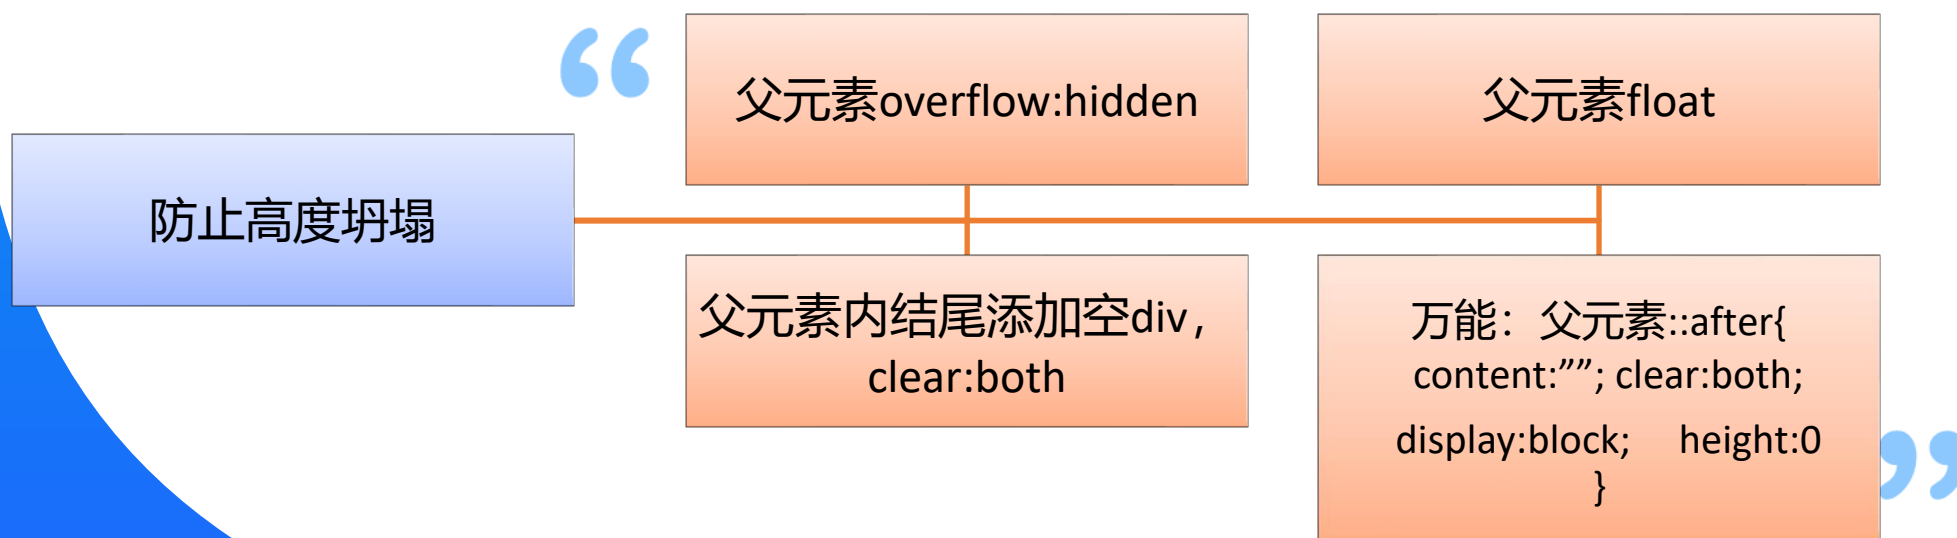 防止高度坍塌
父元素overflow:hidden
父元素float
父元素内结尾添加空div，
clear:both
万能：父元素::after{
content:””; clear:both;
display:block; height:0
}